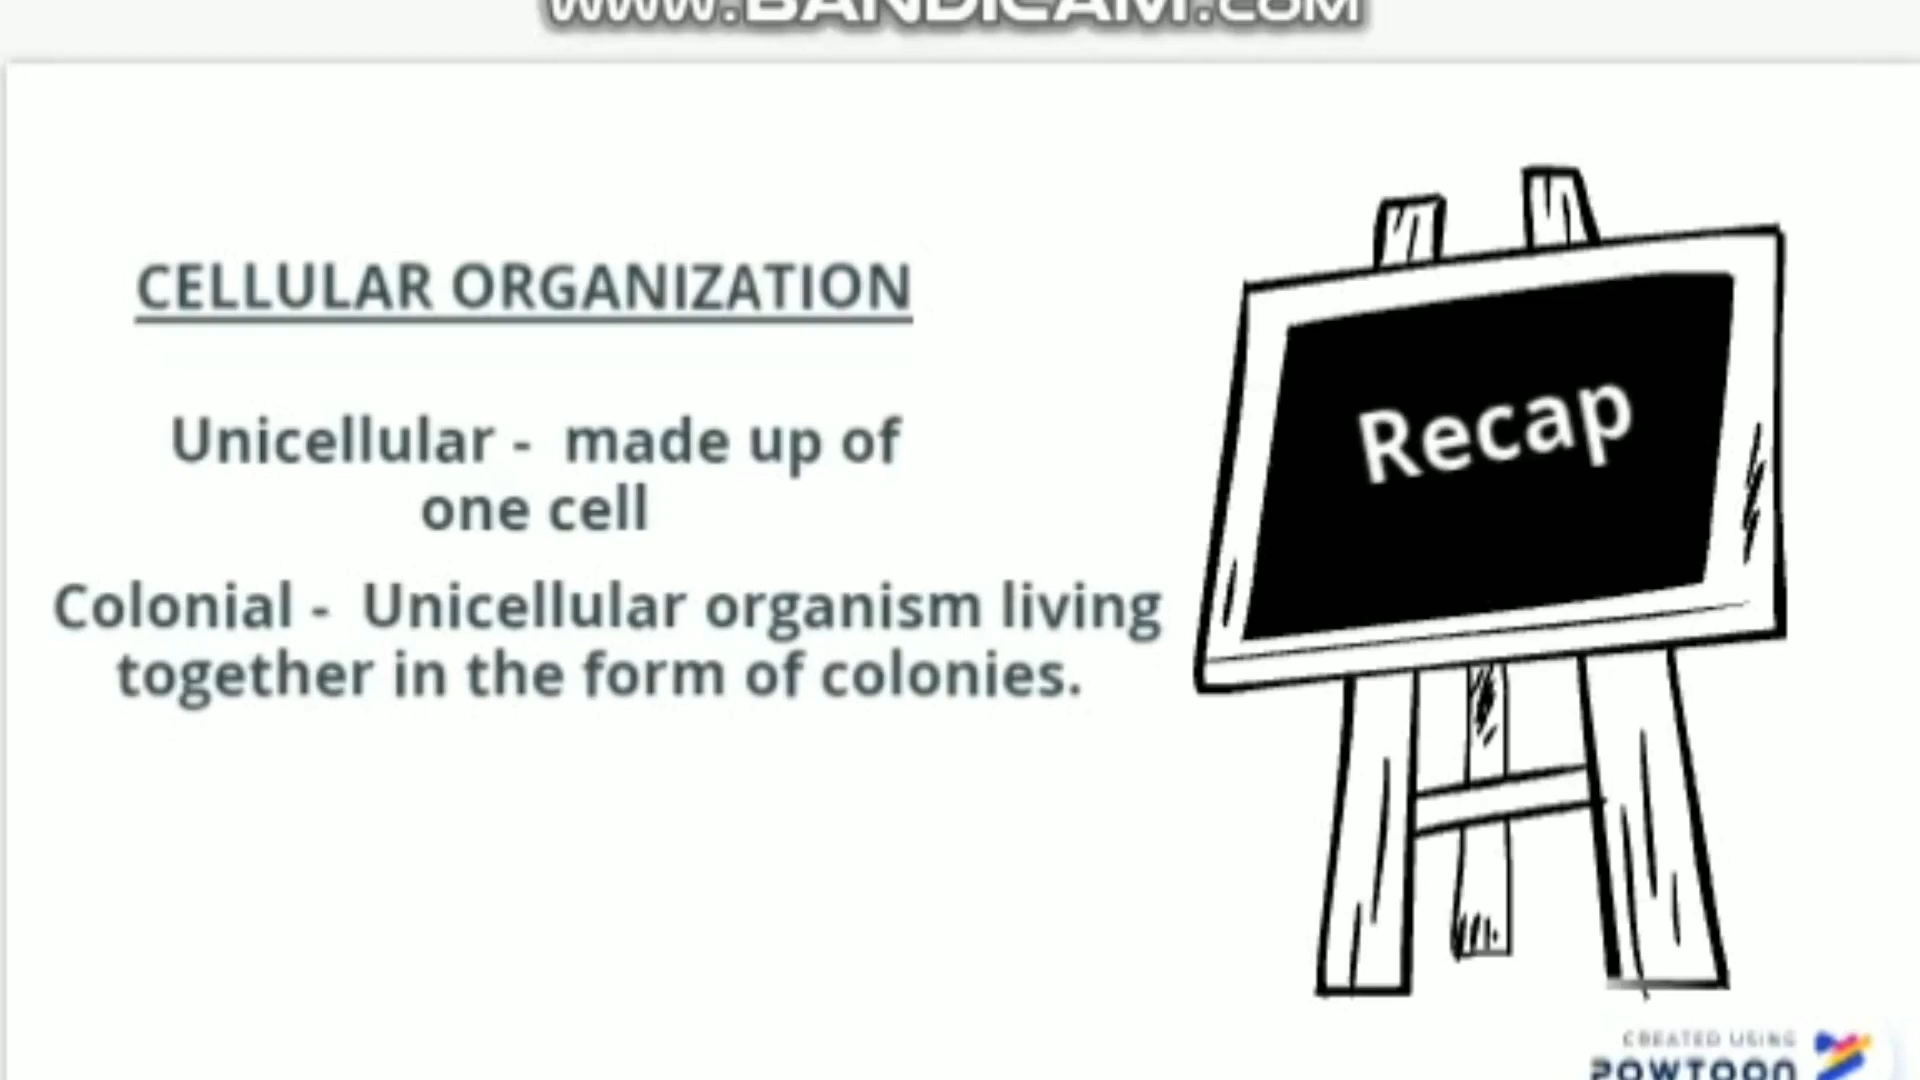 www.BANDICAM.COM
CELLULAR ORGANIZATION
Unicellular - made up of
one cell
Colonial - Unicellular organism living
together in the form of colonies.
Recap
CREATED USING
POWTOON